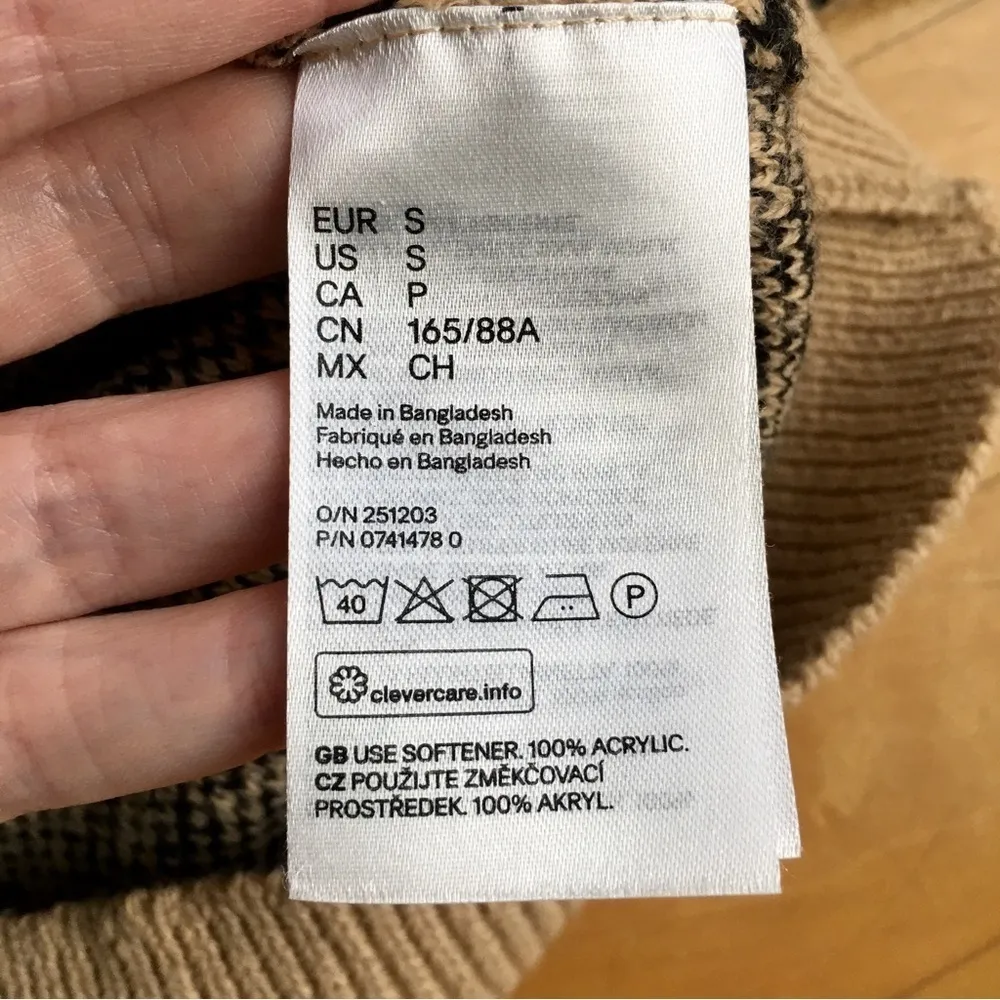 EUR S
US S
CA P
CN 165/88A
MX CH
Made in Bangladesh
Fabriqué en Bangladesh
Hecho en Bangladesh
O/N 251203
P/N 0741478 0
40 P
clevercare.info
GB USE SOFTENER. 100% ACRYLIC.
CZ POUŽIJTE ZMĚKČOVACÍ
PROSTŘEDEK. 100% AKRYL.